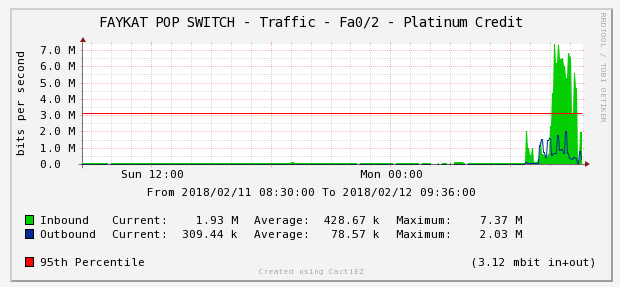 FAYKAT POP SWITCH - Traffic - Fa0/2 - Platinum Credit
RRDTOOL / TOBI OETIKER
bits per second
7.0 M
6.0 M
5.0 M
4.0 M
3.0 M
2.0 M
1.0 M
0.0
Sun 12:00 Mon 00:00
From 2018/02/11 08:30:00 To 2018/02/12 09:36:00
Inbound Current: 1.93 M Average: 428.67 k Maximum: 7.37 M
Outbound Current: 309.44 k Average: 78.57 k Maximum: 2.03 M
95th Percentile (3.12 mbit in+out)
Created using CactiEZ